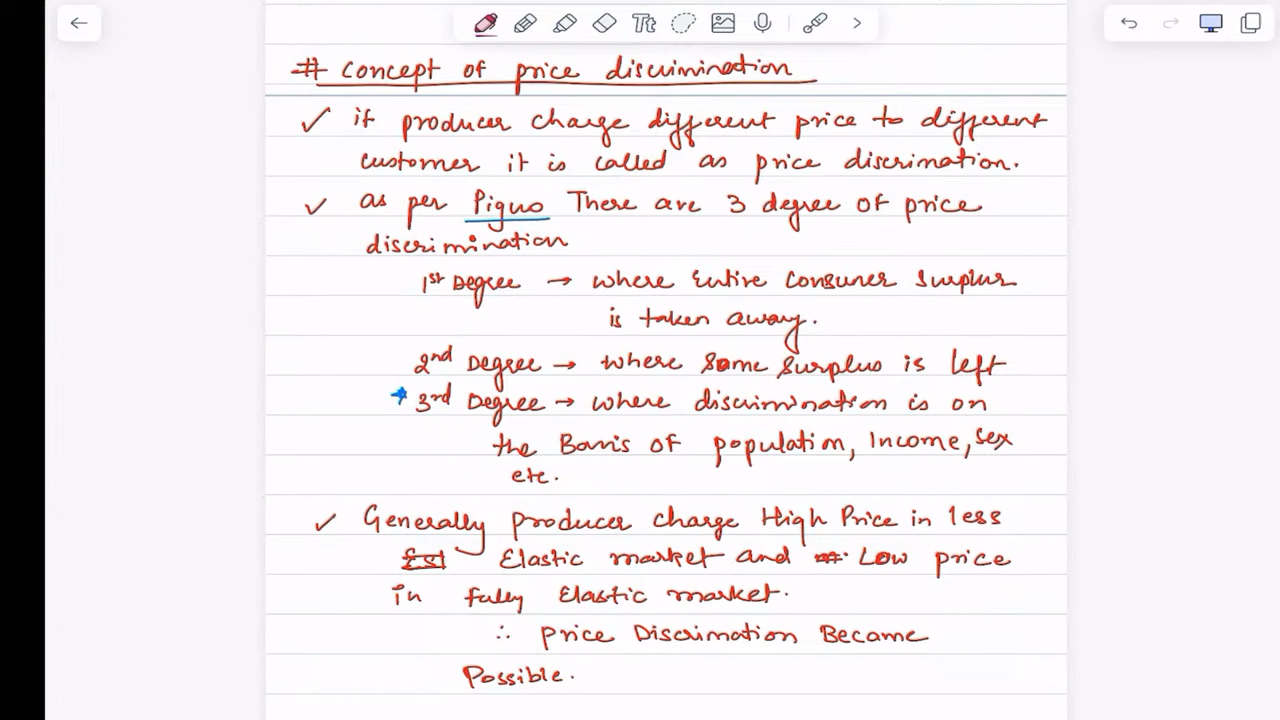 # concept of price discrimination
✓ if producer charge different price to different
customer it is called as price discrimation.
✓ as per Piguo There are 3 degree of price
discrimination
1st Degree → where Entire Consumer Surplus
is taken away.
2nd Degree → where some surplus is left
3rd Degree → where discrimination is on
the Basis of population, Income, Sex
etc.
✓ Generally producer charge High Price in less
Elastic market and Low price
in fully Elastic market.
∴ price Discrimation Became
Possible.